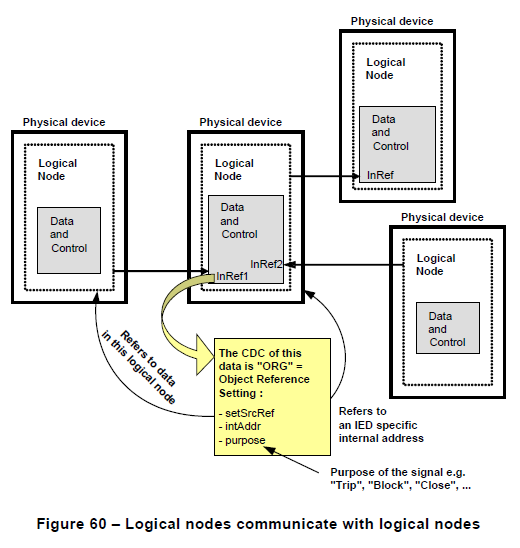 Physical device
Logical
Node
Data
and
Control
InRef
Physical device
Logical
Node
Data
and
Control
Physical device
Logical
Node
Data
and
Control
InRef2
InRef1
Physical device
Logical
Node
Data
and
Control
Refers to data
in this logical node
The CDC of this
data is "ORG" =
Object Reference
Setting :
- setSrcRef
- intAddr
- purpose
Refers to
an IED specific
internal address
Purpose of the signal e.g.
"Trip", "Block", "Close", ...
Figure 60 – Logical nodes communicate with logical nodes